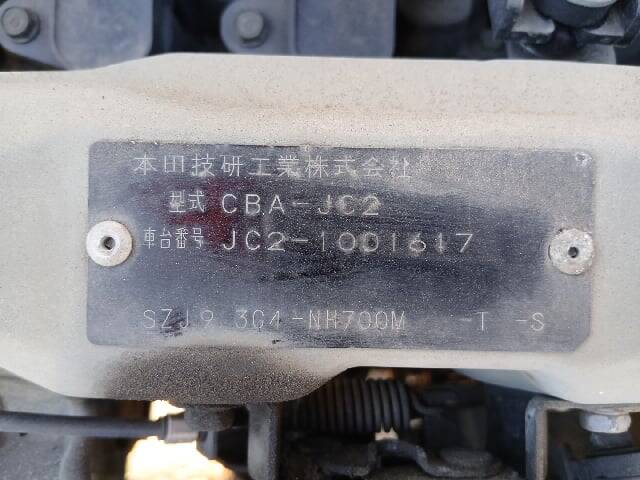 本田技研工業株式会社
型式 CBA-JC2
車台番号 JC2-1001617
SZJ9 3G4-NH700M -T -S